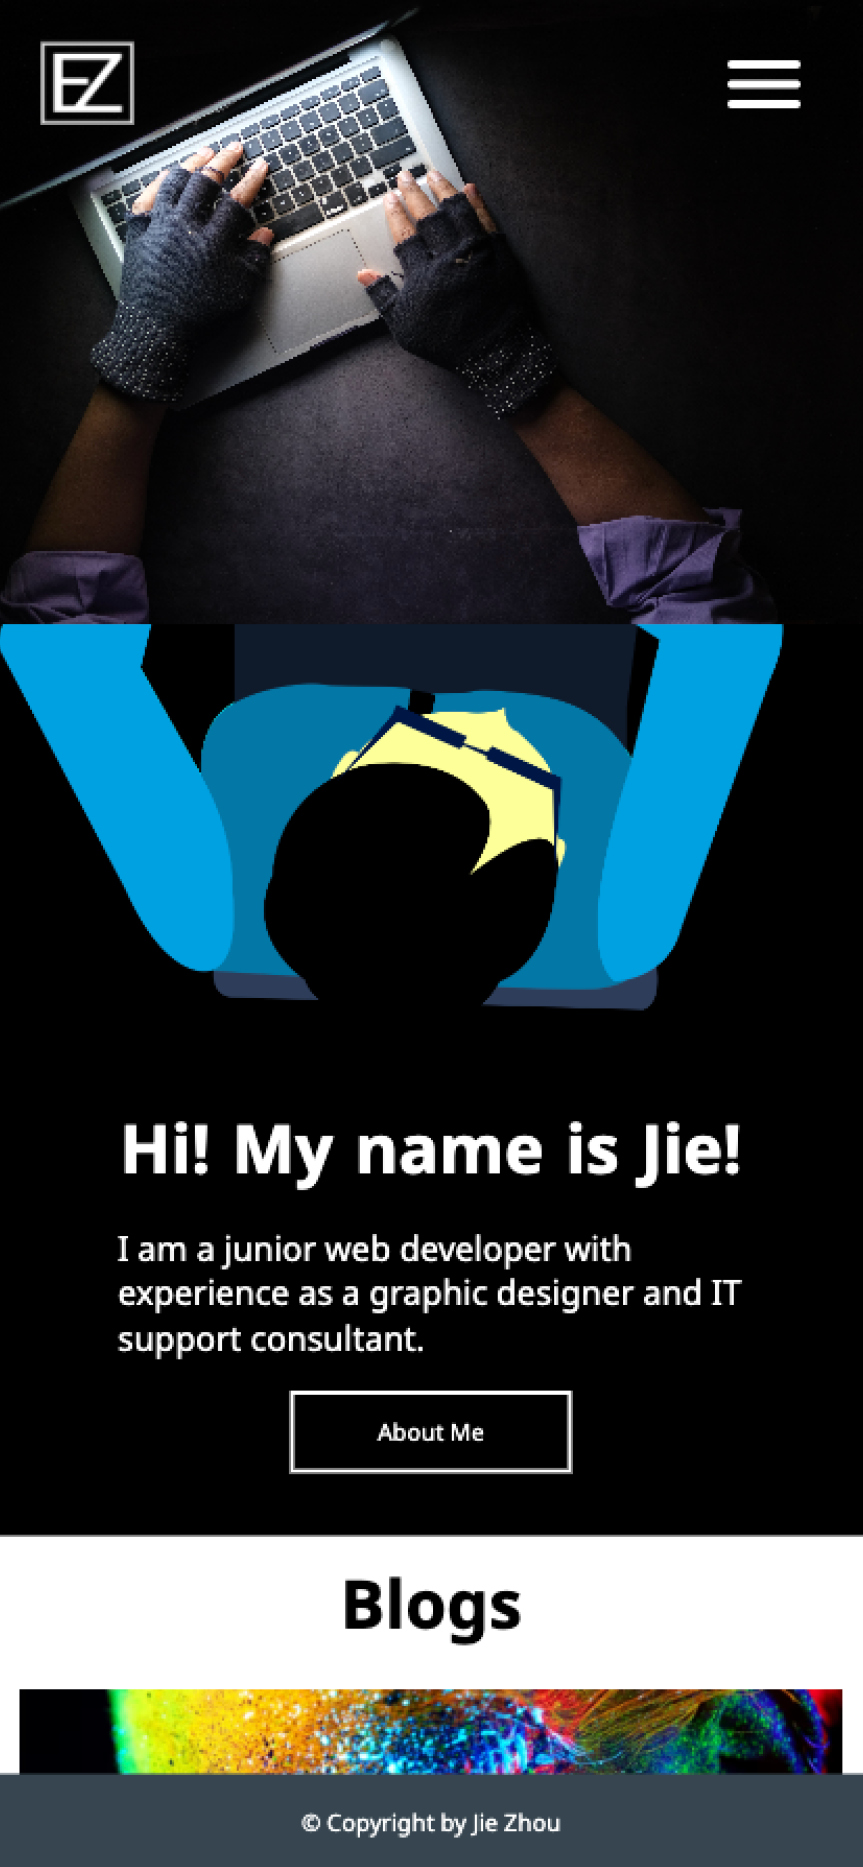 EZ
Hi! My name is Jie!
I am a junior web developer with
experience as a graphic designer and IT
support consultant.
About Me
Blogs
© Copyright by Jie Zhou